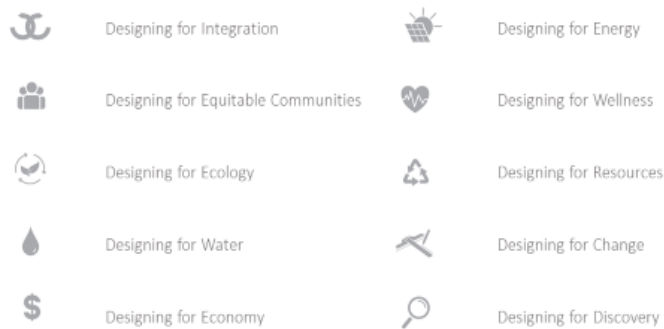 Designing for Integration
Designing for Equitable Communities
Designing for Ecology
Designing for Water
$
Designing for Economy
Designing for Energy
Designing for Wellness
Designing for Resources
Designing for Change
Designing for Discovery